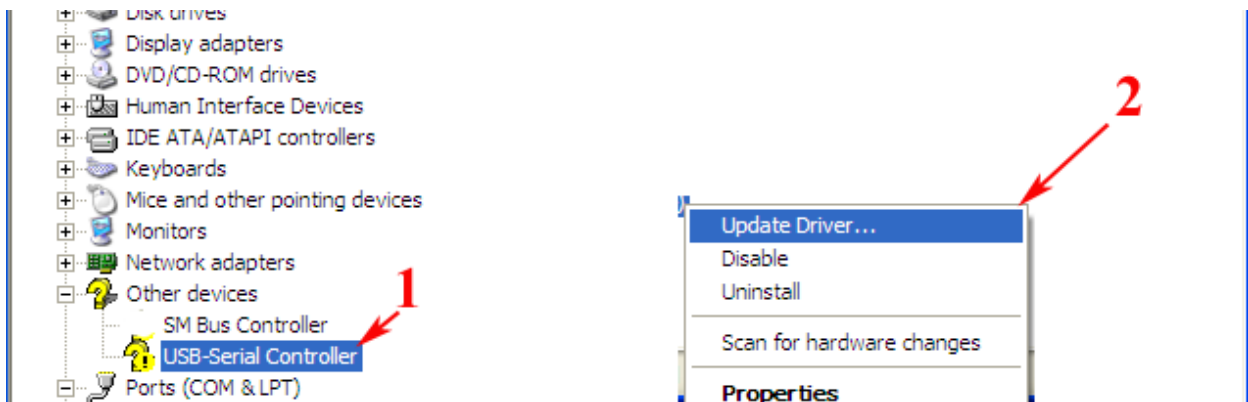 Disk drives
Display adapters
DVD/CD-ROM drives
Human Interface Devices
IDE ATA/ATAPI controllers
Keyboards
Mice and other pointing devices
Monitors
Network adapters
Other devices
1
SM Bus Controller
USB-Serial Controller
Ports (COM & LPT)
2
Update Driver...
Disable
Uninstall
Scan for hardware changes
Properties